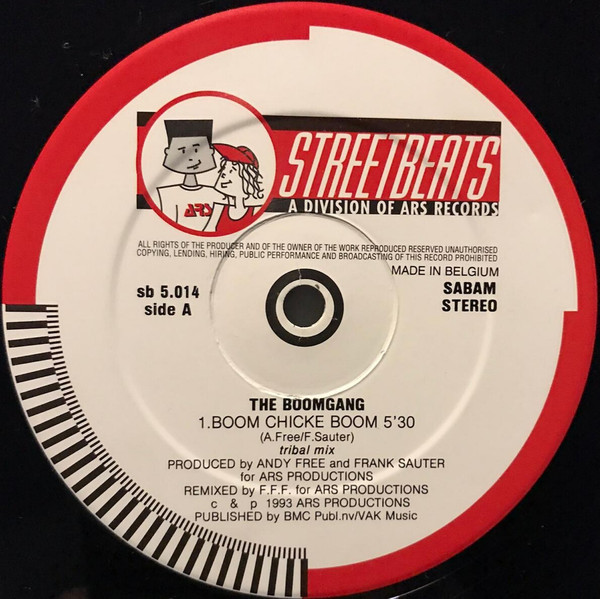 STREETBEATS
A DIVISION OF ARS RECORDS
ARS
ALL RIGHTS OF THE PRODUCER AND OF THE OWNER OF THE WORK REPRODUCED RESERVED UNAUTHORISED
COPYING, LENDING, HIRING, PUBLIC PERFORMANCE AND BROADCASTING OF THIS RECORD PROHIBITED
MADE IN BELGIUM
sb 5.014
side A
SABAM
STEREO
THE BOOMGANG
1.BOOM CHICKE BOOM 5'30
(A.Free/F.Sauter)
tribal mix
PRODUCED by ANDY FREE and FRANK SAUTER
for ARS PRODUCTIONS
REMIXED by F.F.F. for ARS PRODUCTIONS
c & p 1993 ARS PRODUCTIONS
PUBLISHED by BMC Publ.nv/VAK Music